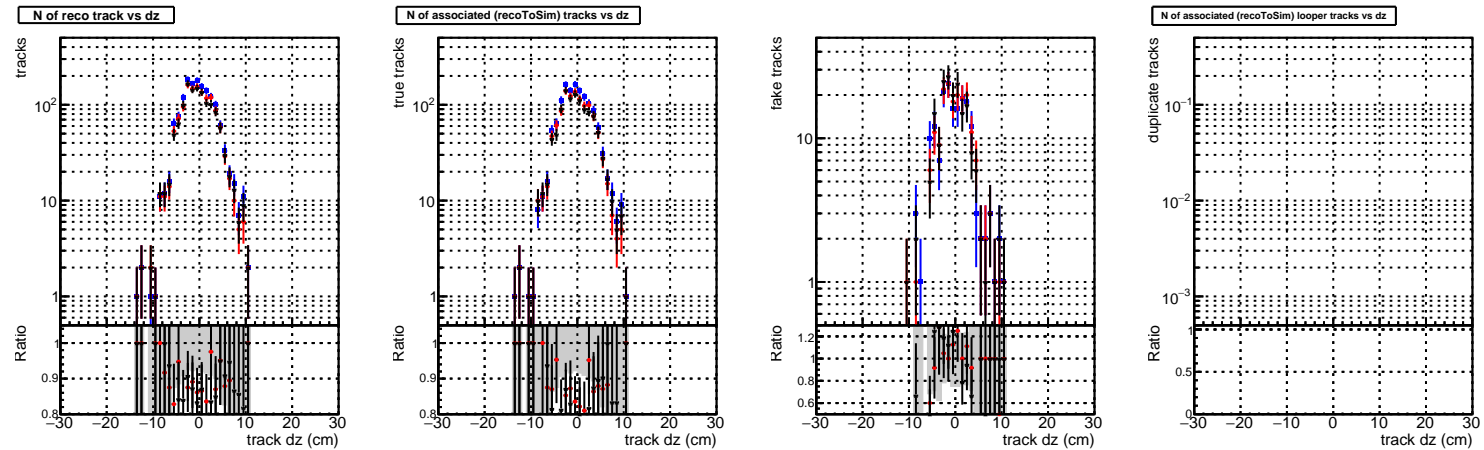 N of reco track vs dz
tracks
10²
10
1
Ratio
1
0.9
0.8
−30 −20 −10 0 10 20 30
track dz (cm)
N of associated (recoToSim) tracks vs dz
true tracks
10²
10
1
Ratio
1
0.9
0.8
−30 −20 −10 0 10 20 30
track dz (cm)
fake tracks
10
1
Ratio
1.2
1
0.8
0.6
−30 −20 −10 0 10 20 30
track dz (cm)
N of associated (recoToSim) looper tracks vs dz
duplicate tracks
10⁻¹
10⁻²
10⁻³
Ratio
1
0.5
0
−30 −20 −10 0 10 20 30
track dz (cm)